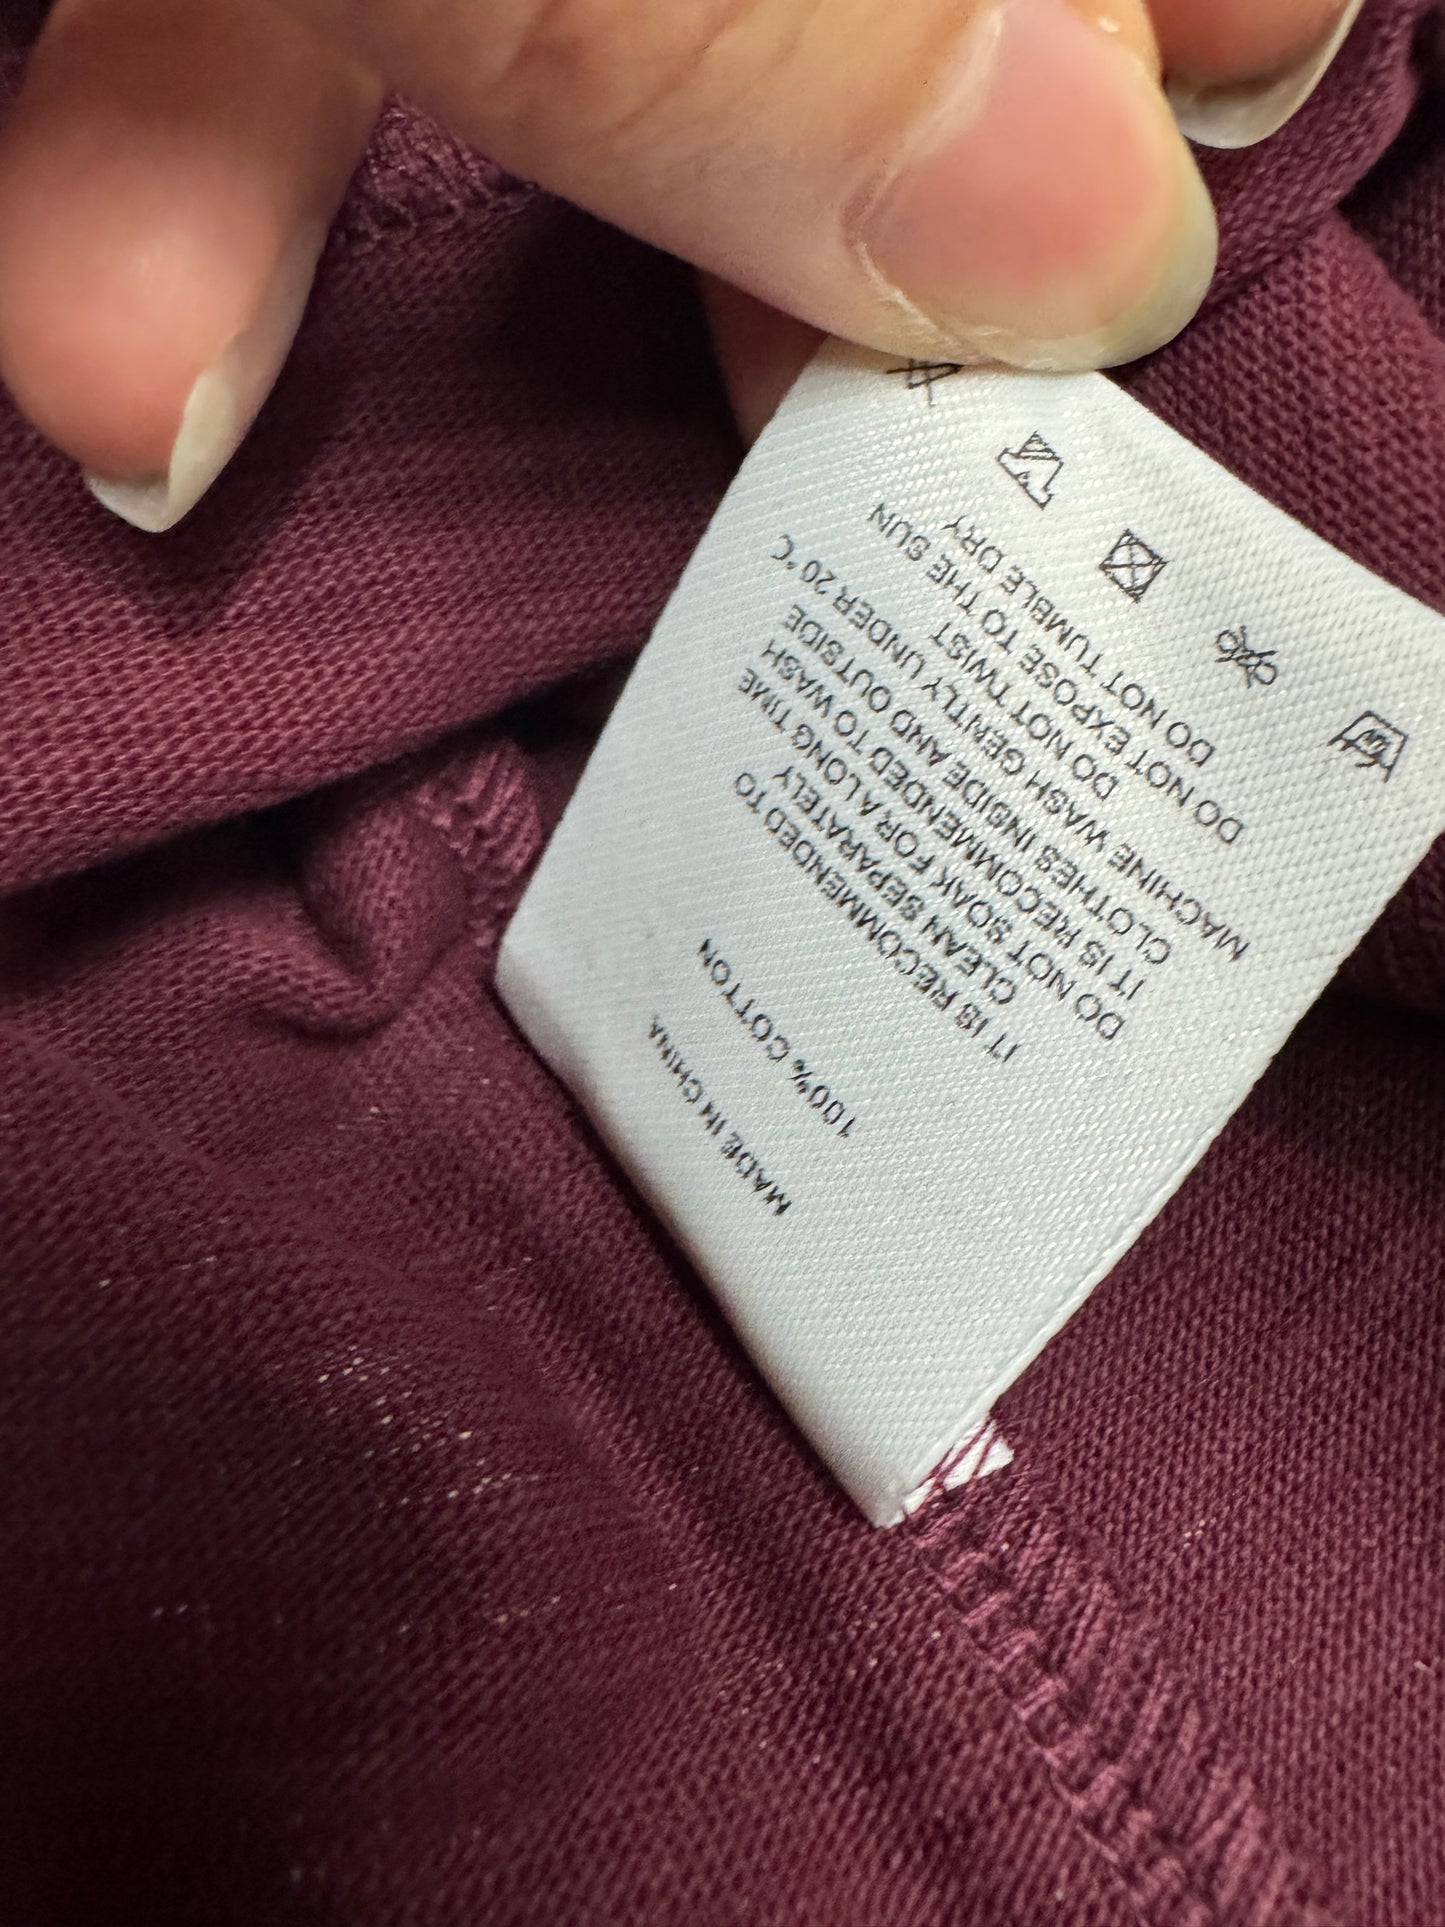 MADE IN CHINA
100% COTTON
IT IS RECOMMENDED TO
CLEAN SEPARATELY
DO NOT SOAK FOR A LONG TIME
IT IS RECOMMENDED TO WASH
CLOTHES INSIDE AND OUTSIDE
MACHINE WASH GENTLY UNDER 20°C
DO NOT TWIST
DO NOT EXPOSE TO THE SUN
DO NOT TUMBLE DRY